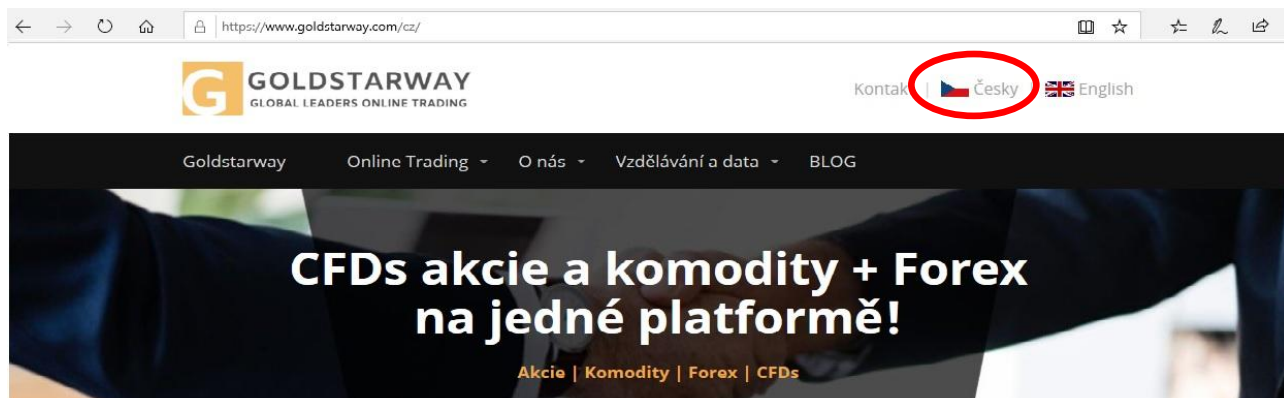 https://www.goldstarway.com/cz/
G GOLDSTARWAY
GLOBAL LEADERS ONLINE TRADING
Kontak | Česky | English
Goldstarway Online Trading O nás Vzdělávání a data BLOG
CFDs akcie a komodity + Forex
na jedné platformě!
Akcie | Komodity | Forex | CFDs